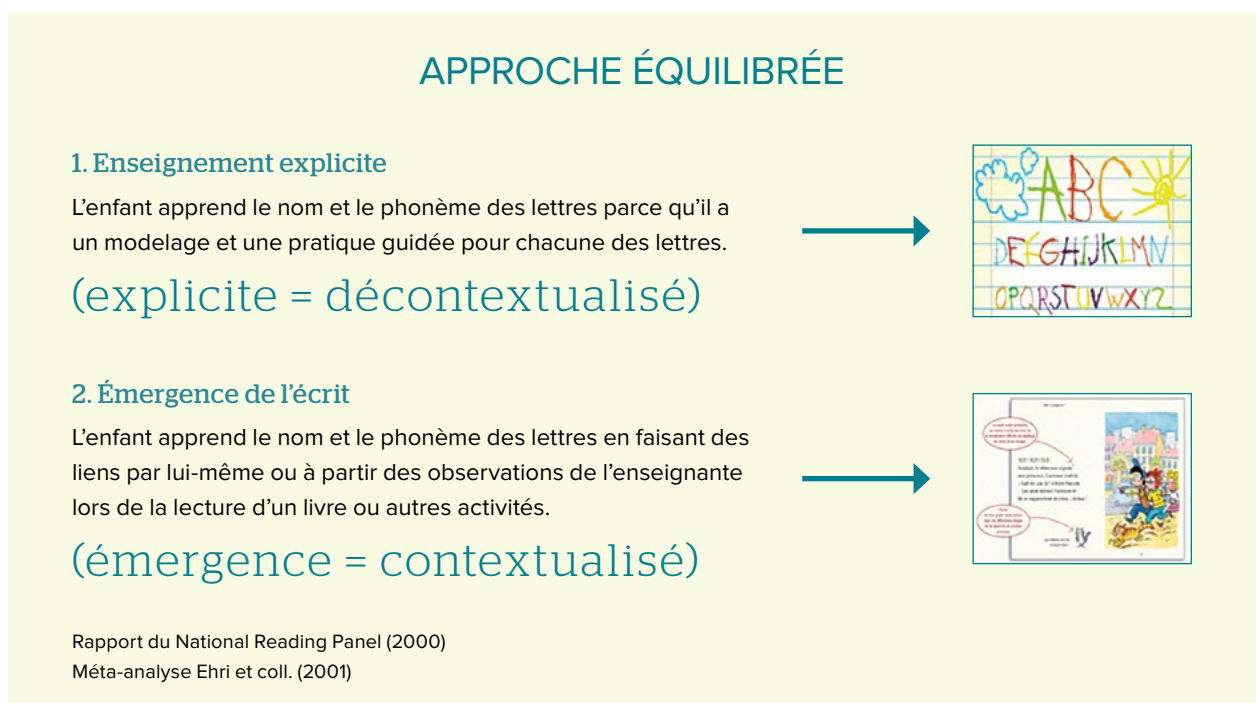 APPROCHE ÉQUILIBRÉE
1. Enseignement explicite
L’enfant apprend le nom et le phonème des lettres parce qu’il a
un modelage et une pratique guidée pour chacune des lettres.
(explicite = décontextualisé)
ABC
DEFGHIJKLMN
OPQRSTUVWXYZ
2. Émergence de l’écrit
L’enfant apprend le nom et le phonème des lettres en faisant des
liens par lui-même ou à partir des observations de l’enseignante
lors de la lecture d’un livre ou autres activités.
(émergence = contextualisé)
Rapport du National Reading Panel (2000)
Méta-analyse Ehri et coll. (2001)